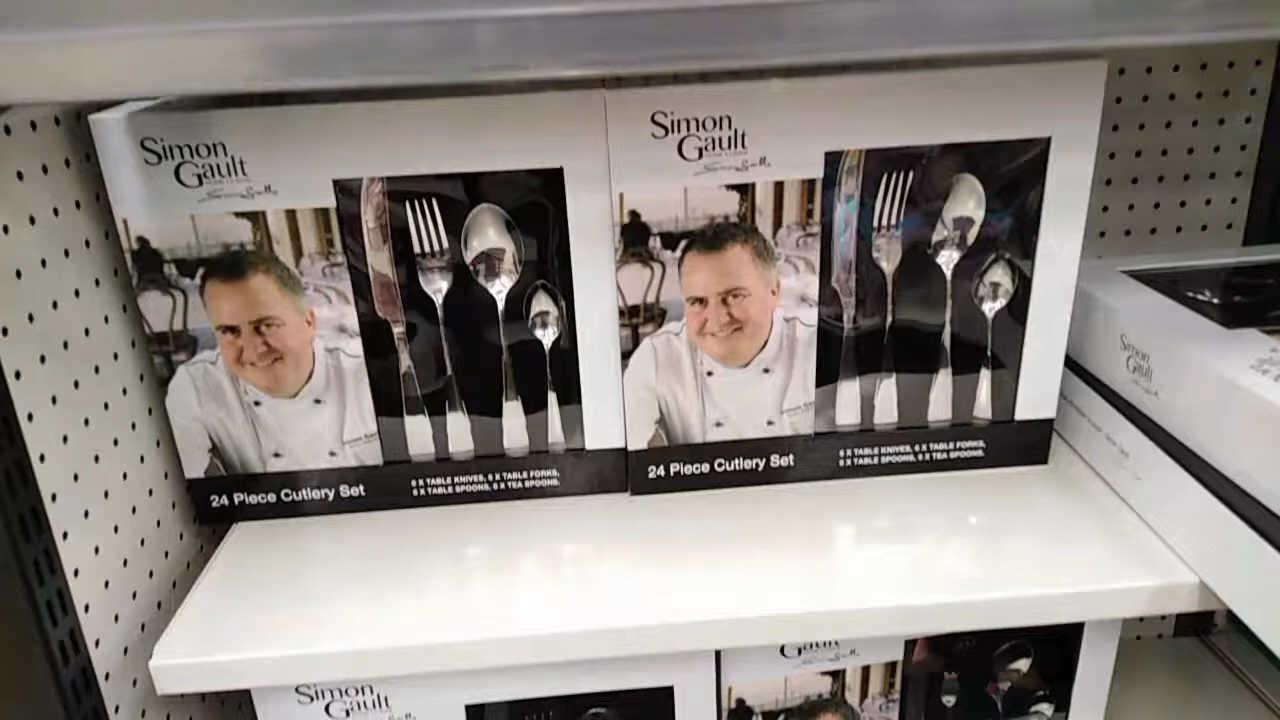 Simon
Gault
24 Piece Cutlery Set
6 X TABLE KNIVES, 6 X TABLE FORKS,
6 X TABLE SPOONS, 6 X TEA SPOONS.
Simon
Gault
24 Piece Cutlery Set
6 X TABLE KNIVES, 6 X TABLE FORKS,
6 X TABLE SPOONS, 6 X TEA SPOONS.
Simon
Gault
Simon
Gault
Gault